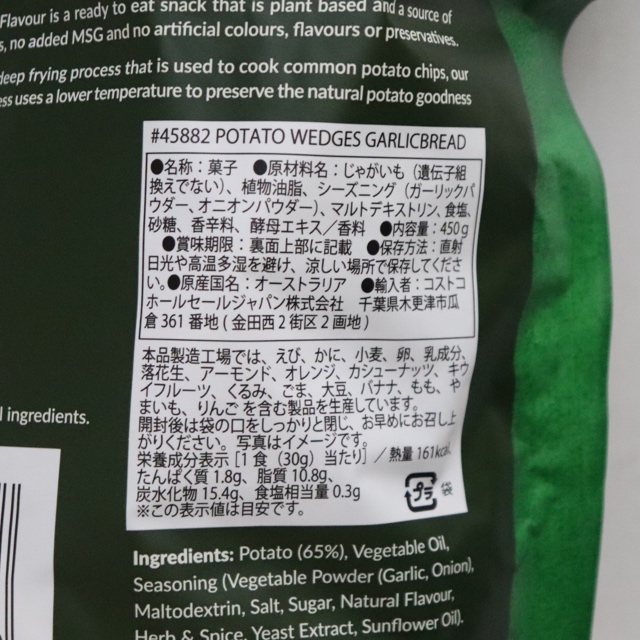 Flavour is a ready to eat snack that is plant based and a source of
s, no added MSG and no artificial colours, flavours or preservatives.
deep frying process that is used to cook common potato chips, our
ess uses a lower temperature to preserve the natural potato goodness
#45882 POTATO WEDGES GARLICBREAD
●名称：菓子　●原材料名：じゃがいも（遺伝子組
換えでない）、植物油脂、シーズニング（ガーリックパ
ウダー、オニオンパウダー）、マルトデキストリン、食塩、
砂糖、香辛料、酵母エキス／香料　●内容量：450g
●賞味期限：裏面上部に記載　●保存方法：直射
日光や高温多湿を避け、涼しい場所で保存してくださ
い。●原産国名：オーストラリア　●輸入者：コストコ
ホールセールジャパン株式会社　千葉県木更津市瓜
倉 361 番地 ( 金田西 2 街区 2 画地 )
本品製造工場では、えび、かに、小麦、卵、乳成分、
落花生、アーモンド、オレンジ、カシューナッツ、キウ
イフルーツ、くるみ、ごま、大豆、バナナ、もも、や
まいも、りんご を含む製品を生産しています。
開封後は袋の口をしっかりと閉じ、お早めにお召し上
がりください。写真はイメージです。
栄養成分表示［1 食（30g）当たり］／熱量 161kcal、
たんぱく質 1.8g、脂質 10.8g、
炭水化物 15.4g、食塩相当量 0.3g
※この表示値は目安です。
プラ 袋
l ingredients.
Ingredients: Potato (65%), Vegetable Oil,
Seasoning (Vegetable Powder (Garlic, Onion),
Maltodextrin, Salt, Sugar, Natural Flavour,
Herb & Spice, Yeast Extract, Sunflower Oil).